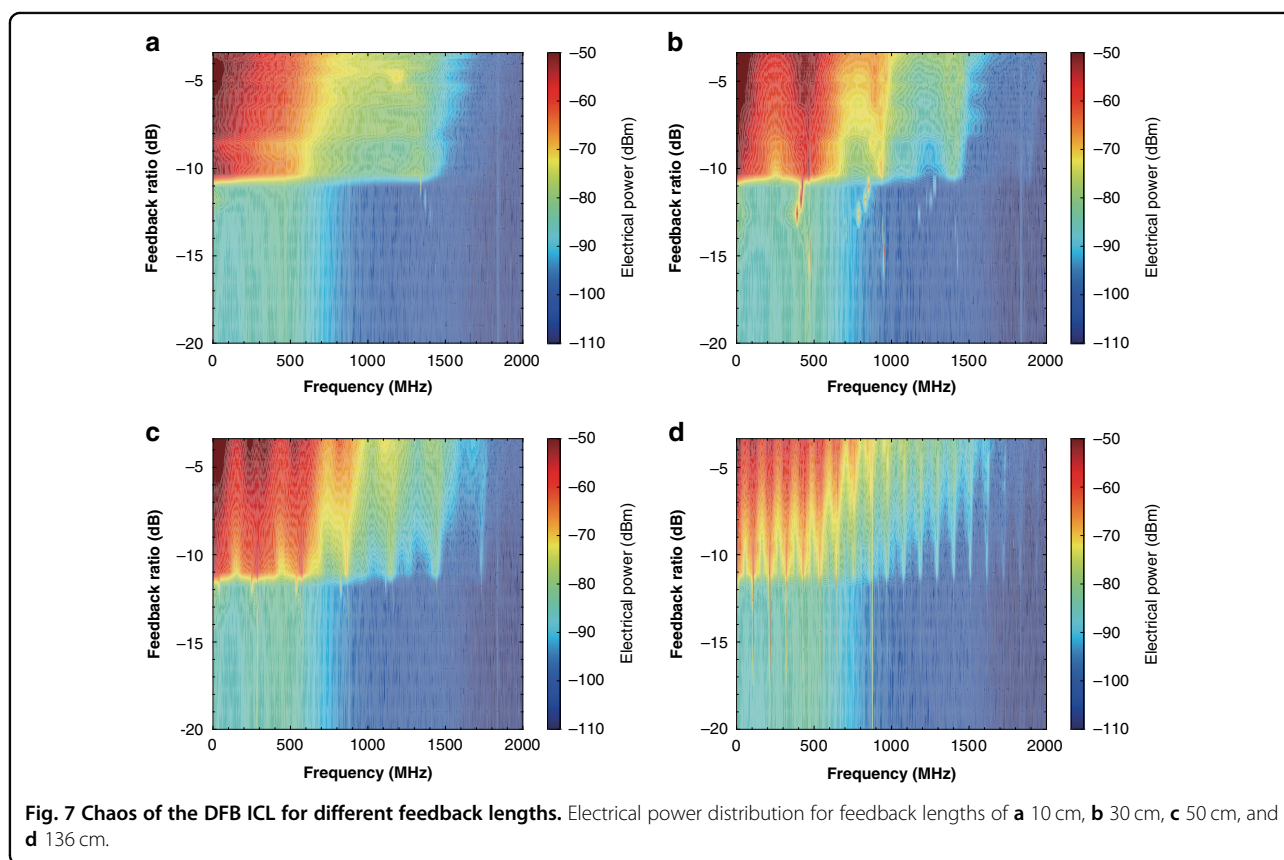 a
−5
−10
−15
−20
0 500 1000 1500 2000
Feedback ratio (dB)
Frequency (MHz)
−50
−60
−70
−80
−90
−100
−110
Electrical power (dBm)
b
−5
−10
−15
−20
0 500 1000 1500 2000
Feedback ratio (dB)
Frequency (MHz)
−50
−60
−70
−80
−90
−100
−110
Electrical power (dBm)
c
−5
−10
−15
-20
0 500 1000 1500 2000
Feedback ratio (dB)
Frequency (MHz)
−50
−60
−70
−80
−90
−100
−110
Electrical power (dBm)
d
−5
−10
−15
−20
0 500 1000 1500 2000
Feedback ratio (dB)
Frequency (MHz)
−50
−60
−70
−80
−90
−100
−110
Electrical power (dBm)
Fig. 7 Chaos of the DFB ICL for different feedback lengths. Electrical power distribution for feedback lengths of a 10 cm, b 30 cm, c 50 cm, and
d 136 cm.